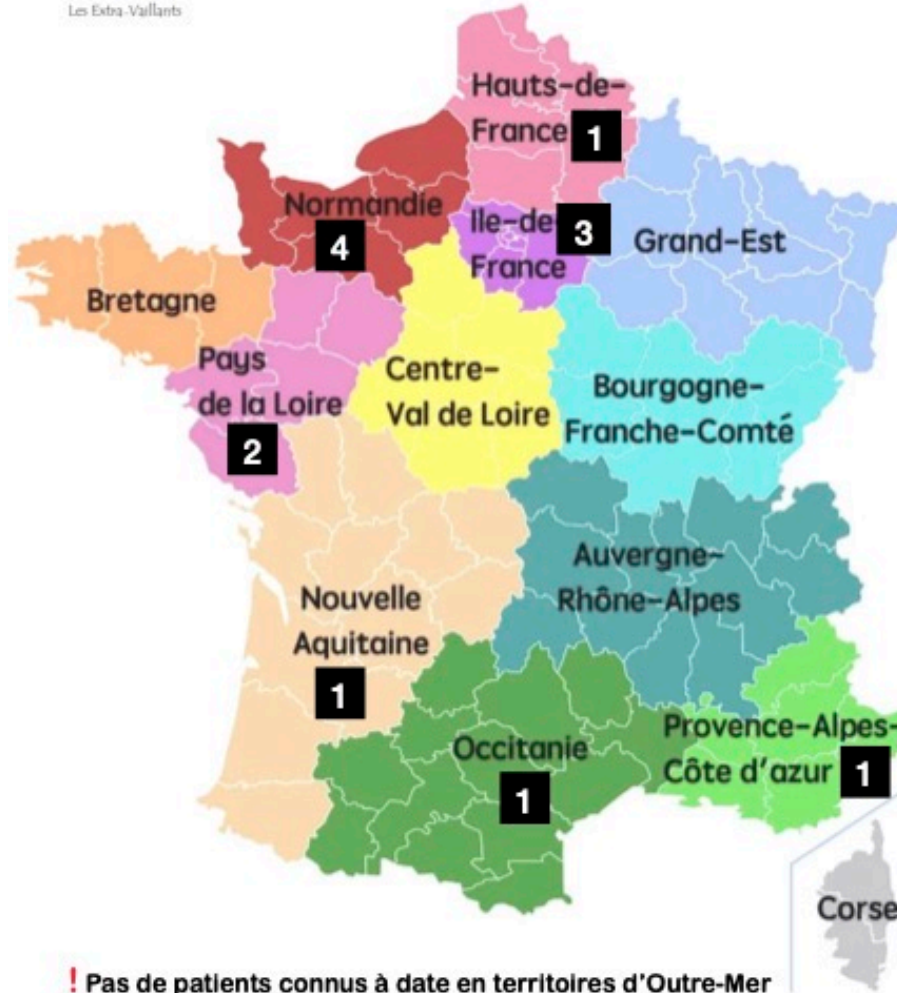 Les Extra-Vaillants
Hauts-de-
France 1
Normandie
4
Ile-de-
France
3
Grand-Est
Bretagne
Pays
de la Loire
2
Centre-
Val de Loire
Bourgogne-
Franche-Comté
Auvergne-
Rhône-Alpes
Nouvelle
Aquitaine
1
Occitanie
1
Provence-Alpes-
Côte d'azur 1
Corse
! Pas de patients connus à date en territoires d'Outre-Mer